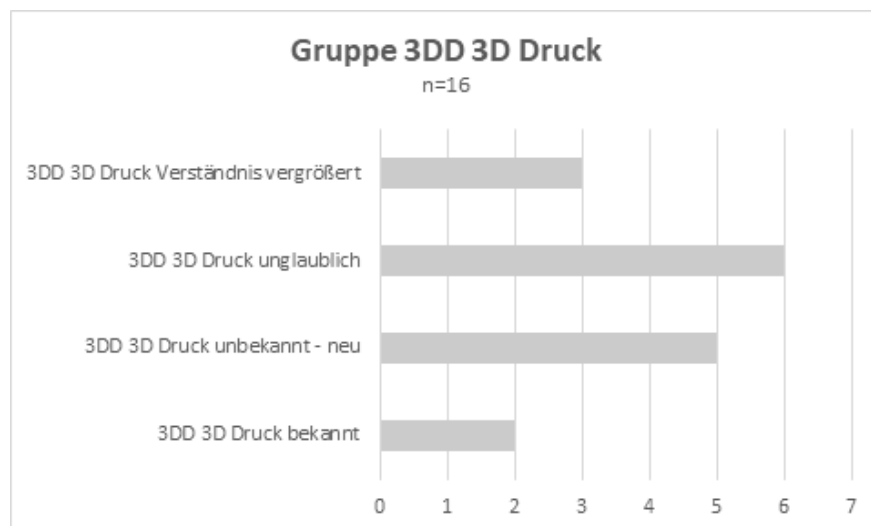 Gruppe 3DD 3D Druck
n=16
3DD 3D Druck Verständnis vergrößert
3DD 3D Druck unglaublich
3DD 3D Druck unbekannt - neu
3DD 3D Druck bekannt
0 1 2 3 4 5 6 7